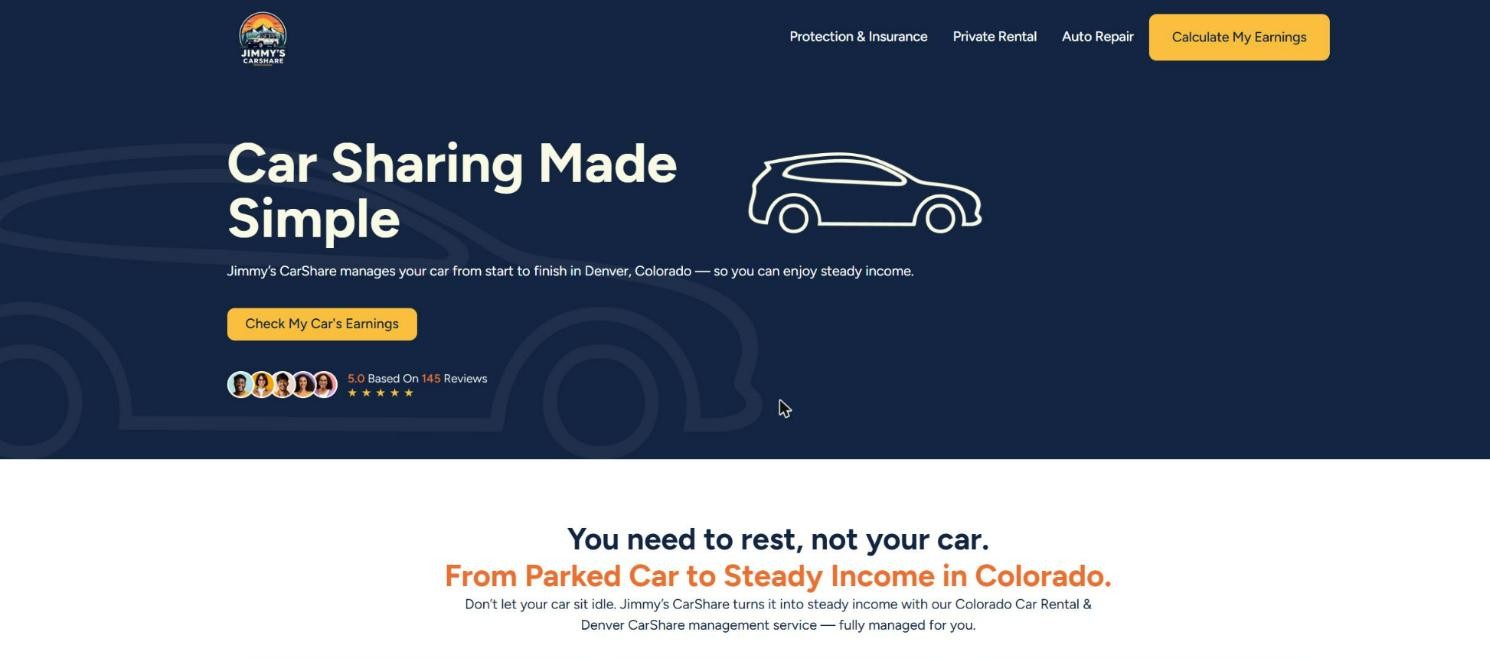 JIMMY'S
CARSHARE
Protection & Insurance
Private Rental
Auto Repair
Calculate My Earnings
Car Sharing Made
Simple
Jimmy's CarShare manages your car from start to finish in Denver, Colorado — so you can enjoy steady income.
Check My Car's Earnings
5.0 Based On 145 Reviews
You need to rest, not your car.
From Parked Car to Steady Income in Colorado.
Don't let your car sit idle. Jimmy's CarShare turns it into steady income with our Colorado Car Rental &
Denver CarShare management service — fully managed for you.